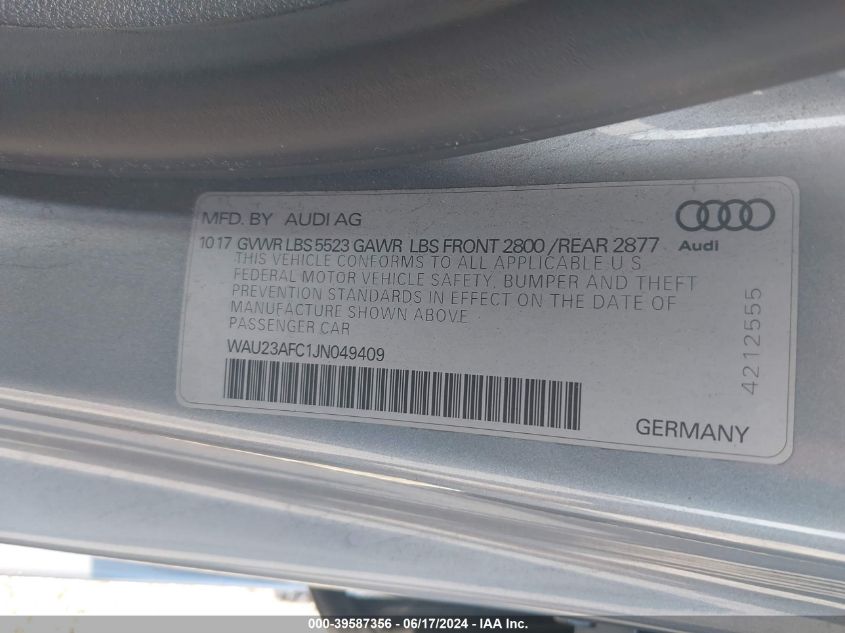 MFD. BY AUDI AG
Audi
10 17 GVWR LBS 5523 GAWR LBS FRONT 2800 / REAR 2877
THIS VEHICLE CONFORMS TO ALL APPLICABLE U S
FEDERAL MOTOR VEHICLE SAFETY, BUMPER AND THEFT
PREVENTION STANDARDS IN EFFECT ON THE DATE OF
MANUFACTURE SHOWN ABOVE
PASSENGER CAR
WAU23AFC1JN049409
4212555
GERMANY
000-39587356 - 06/17/2024 - IAA Inc.